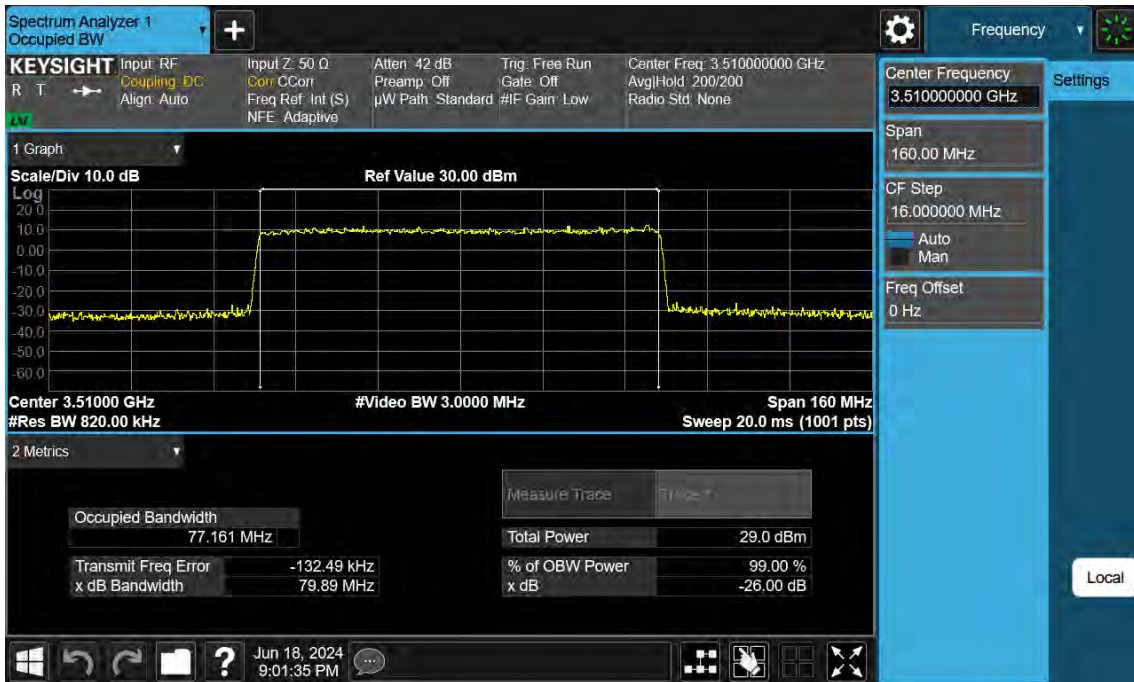 Spectrum Analyzer 1
Occupied BW
Frequency
KEYSIGHT
R T
LNI
Input: RF
Coupling: DC
Align: Auto
Input Z: 50 Ω
Corr CCorr
Freq Ref: Int (S)
NFE: Adaptive
Atten: 42 dB
Preamp: Off
µW Path: Standard
Trig: Free Run
Gate: Off
#IF Gain: Low
Center Freq: 3.510000000 GHz
Avg|Hold: 200/200
Radio Std: None
Center Frequency
3.510000000 GHz
Settings
Span
160.00 MHz
CF Step
16.000000 MHz
Auto
Man
Freq Offset
0 Hz
Local
1 Graph
Scale/Div 10.0 dB
Ref Value 30.00 dBm
Log
20.0
10.0
0.00
-10.0
-20.0
-30.0
-40.0
-50.0
-60.0
Center 3.51000 GHz
#Video BW 3.0000 MHz
Span 160 MHz
#Res BW 820.00 kHz
Sweep 20.0 ms (1001 pts)
2 Metrics
Measure Trace
Trace 1
Occupied Bandwidth
77.161 MHz
Total Power
29.0 dBm
Transmit Freq Error
-132.49 kHz
% of OBW Power
99.00 %
x dB Bandwidth
79.89 MHz
x dB
-26.00 dB
?
Jun 18, 2024
9:01:35 PM